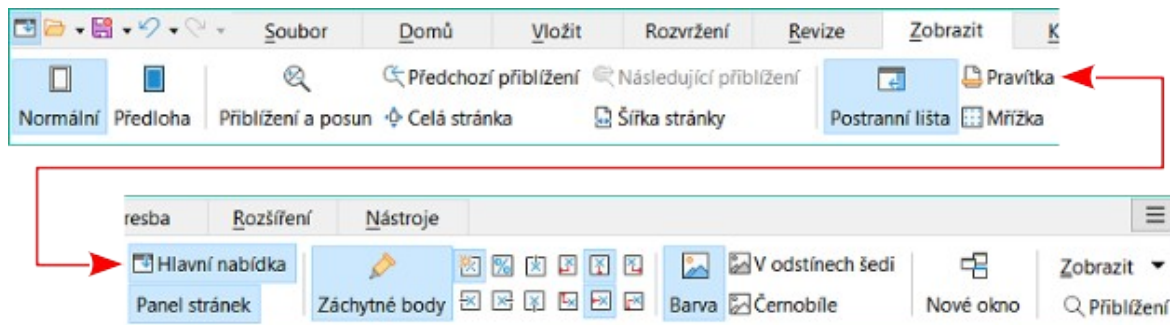 Soubor Domů Vložit Rozvržení Revize Zobrazit K
Předchozí přiblížení Následující přiblížení Pravítka
Normální Předloha Přiblížení a posun Celá stránka Šířka stránky Postranní lišta Mřížka
resba Rozšíření Nástroje
Hlavní nabídka V odstínech šedi Zobrazit
Panel stránek Záchytné body Barva Černobíle Nové okno Přiblížení